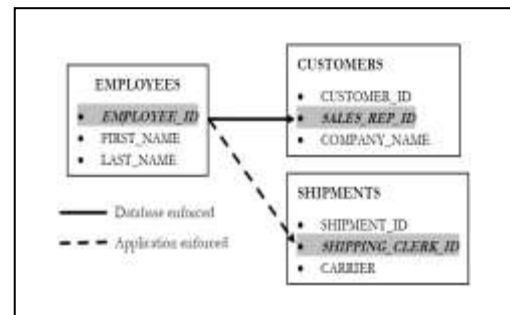 EMPLOYEES
• EMPLOYEE_ID
• FIRST_NAME
• LAST_NAME
Database enforced
Application enforced
CUSTOMERS
• CUSTOMER_ID
• SALES_REP_ID
• COMPANY_NAME
SHIPMENTS
• SHIPMENT_ID
• SHIPPING_CLERK_ID
• CARRIER